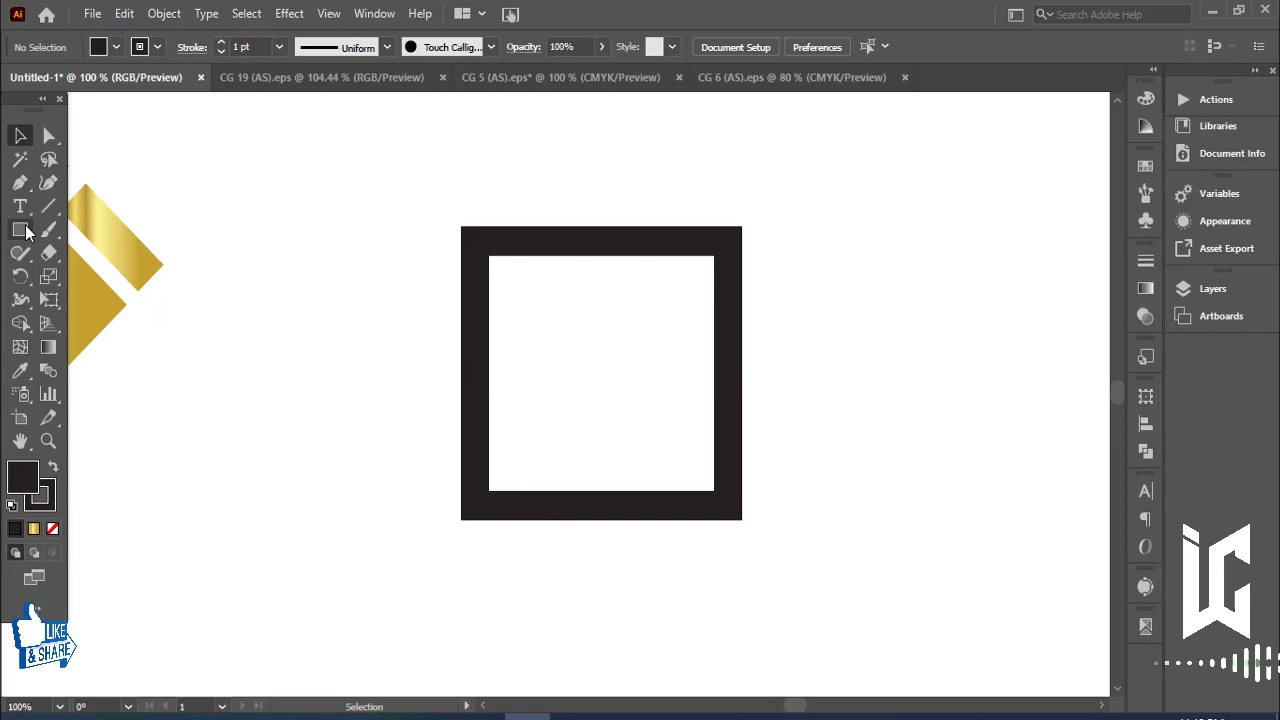 Ai File Edit Object Type Select Effect View Window Help Search Adobe Help
No Selection Stroke: 1 pt Uniform Touch Callig... Opacity: 100% Style: Document Setup Preferences
Untitled-1* @ 100 % (RGB/Preview) × CG 19 (AS).eps @ 104.44 % (RGB/Preview) × CG 5 (AS).eps* @ 100 % (CMYK/Preview) × CG 6 (AS).eps @ 80 % (CMYK/Preview) ×
Actions
Libraries
Document Info
Variables
Appearance
Asset Export
Layers
Artboards
LIKE
& SHARE
IC
100% 0° 1 Selection